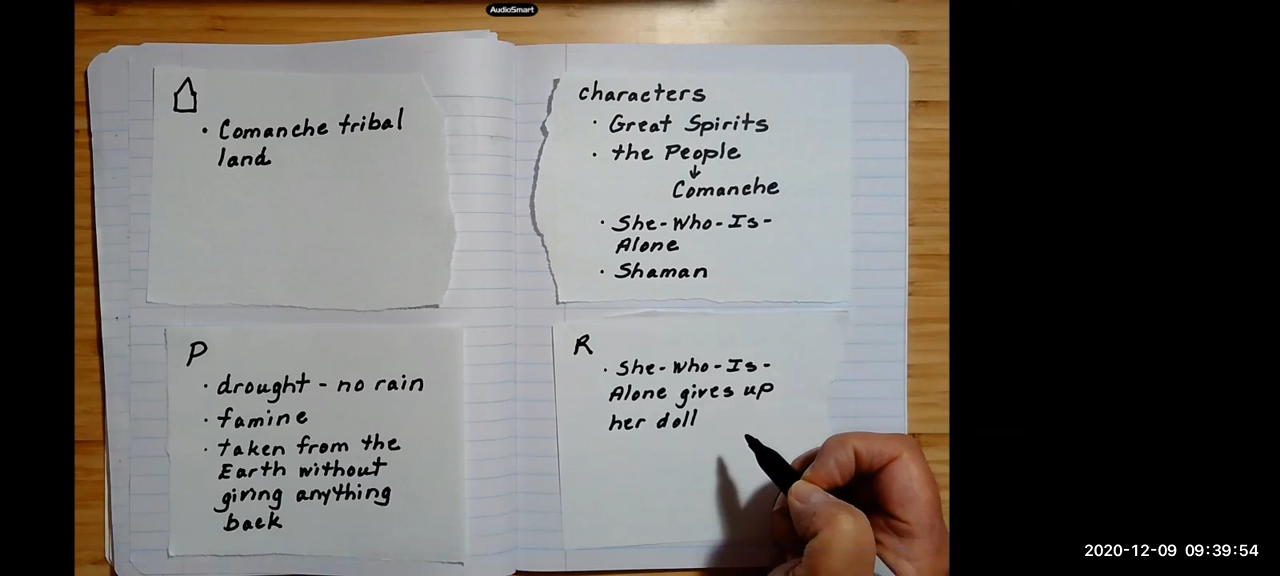 AudioSmart
Comanche tribal
land
characters
Great Spirits
the People
Comanche
She-Who-Is-
Alone
Shaman
P
drought - no rain
famine
taken from the
Earth without
giving anything
back
R
She-Who-Is-
Alone gives up
her doll
2020-12-09 09:39:54